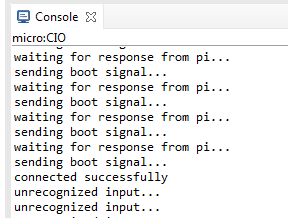 Console
micro:CIO
waiting for response from pi...
sending boot signal...
waiting for response from pi...
sending boot signal...
waiting for response from pi...
sending boot signal...
waiting for response from pi...
sending boot signal...
connected successfully
unrecognized input...
unrecognized input...